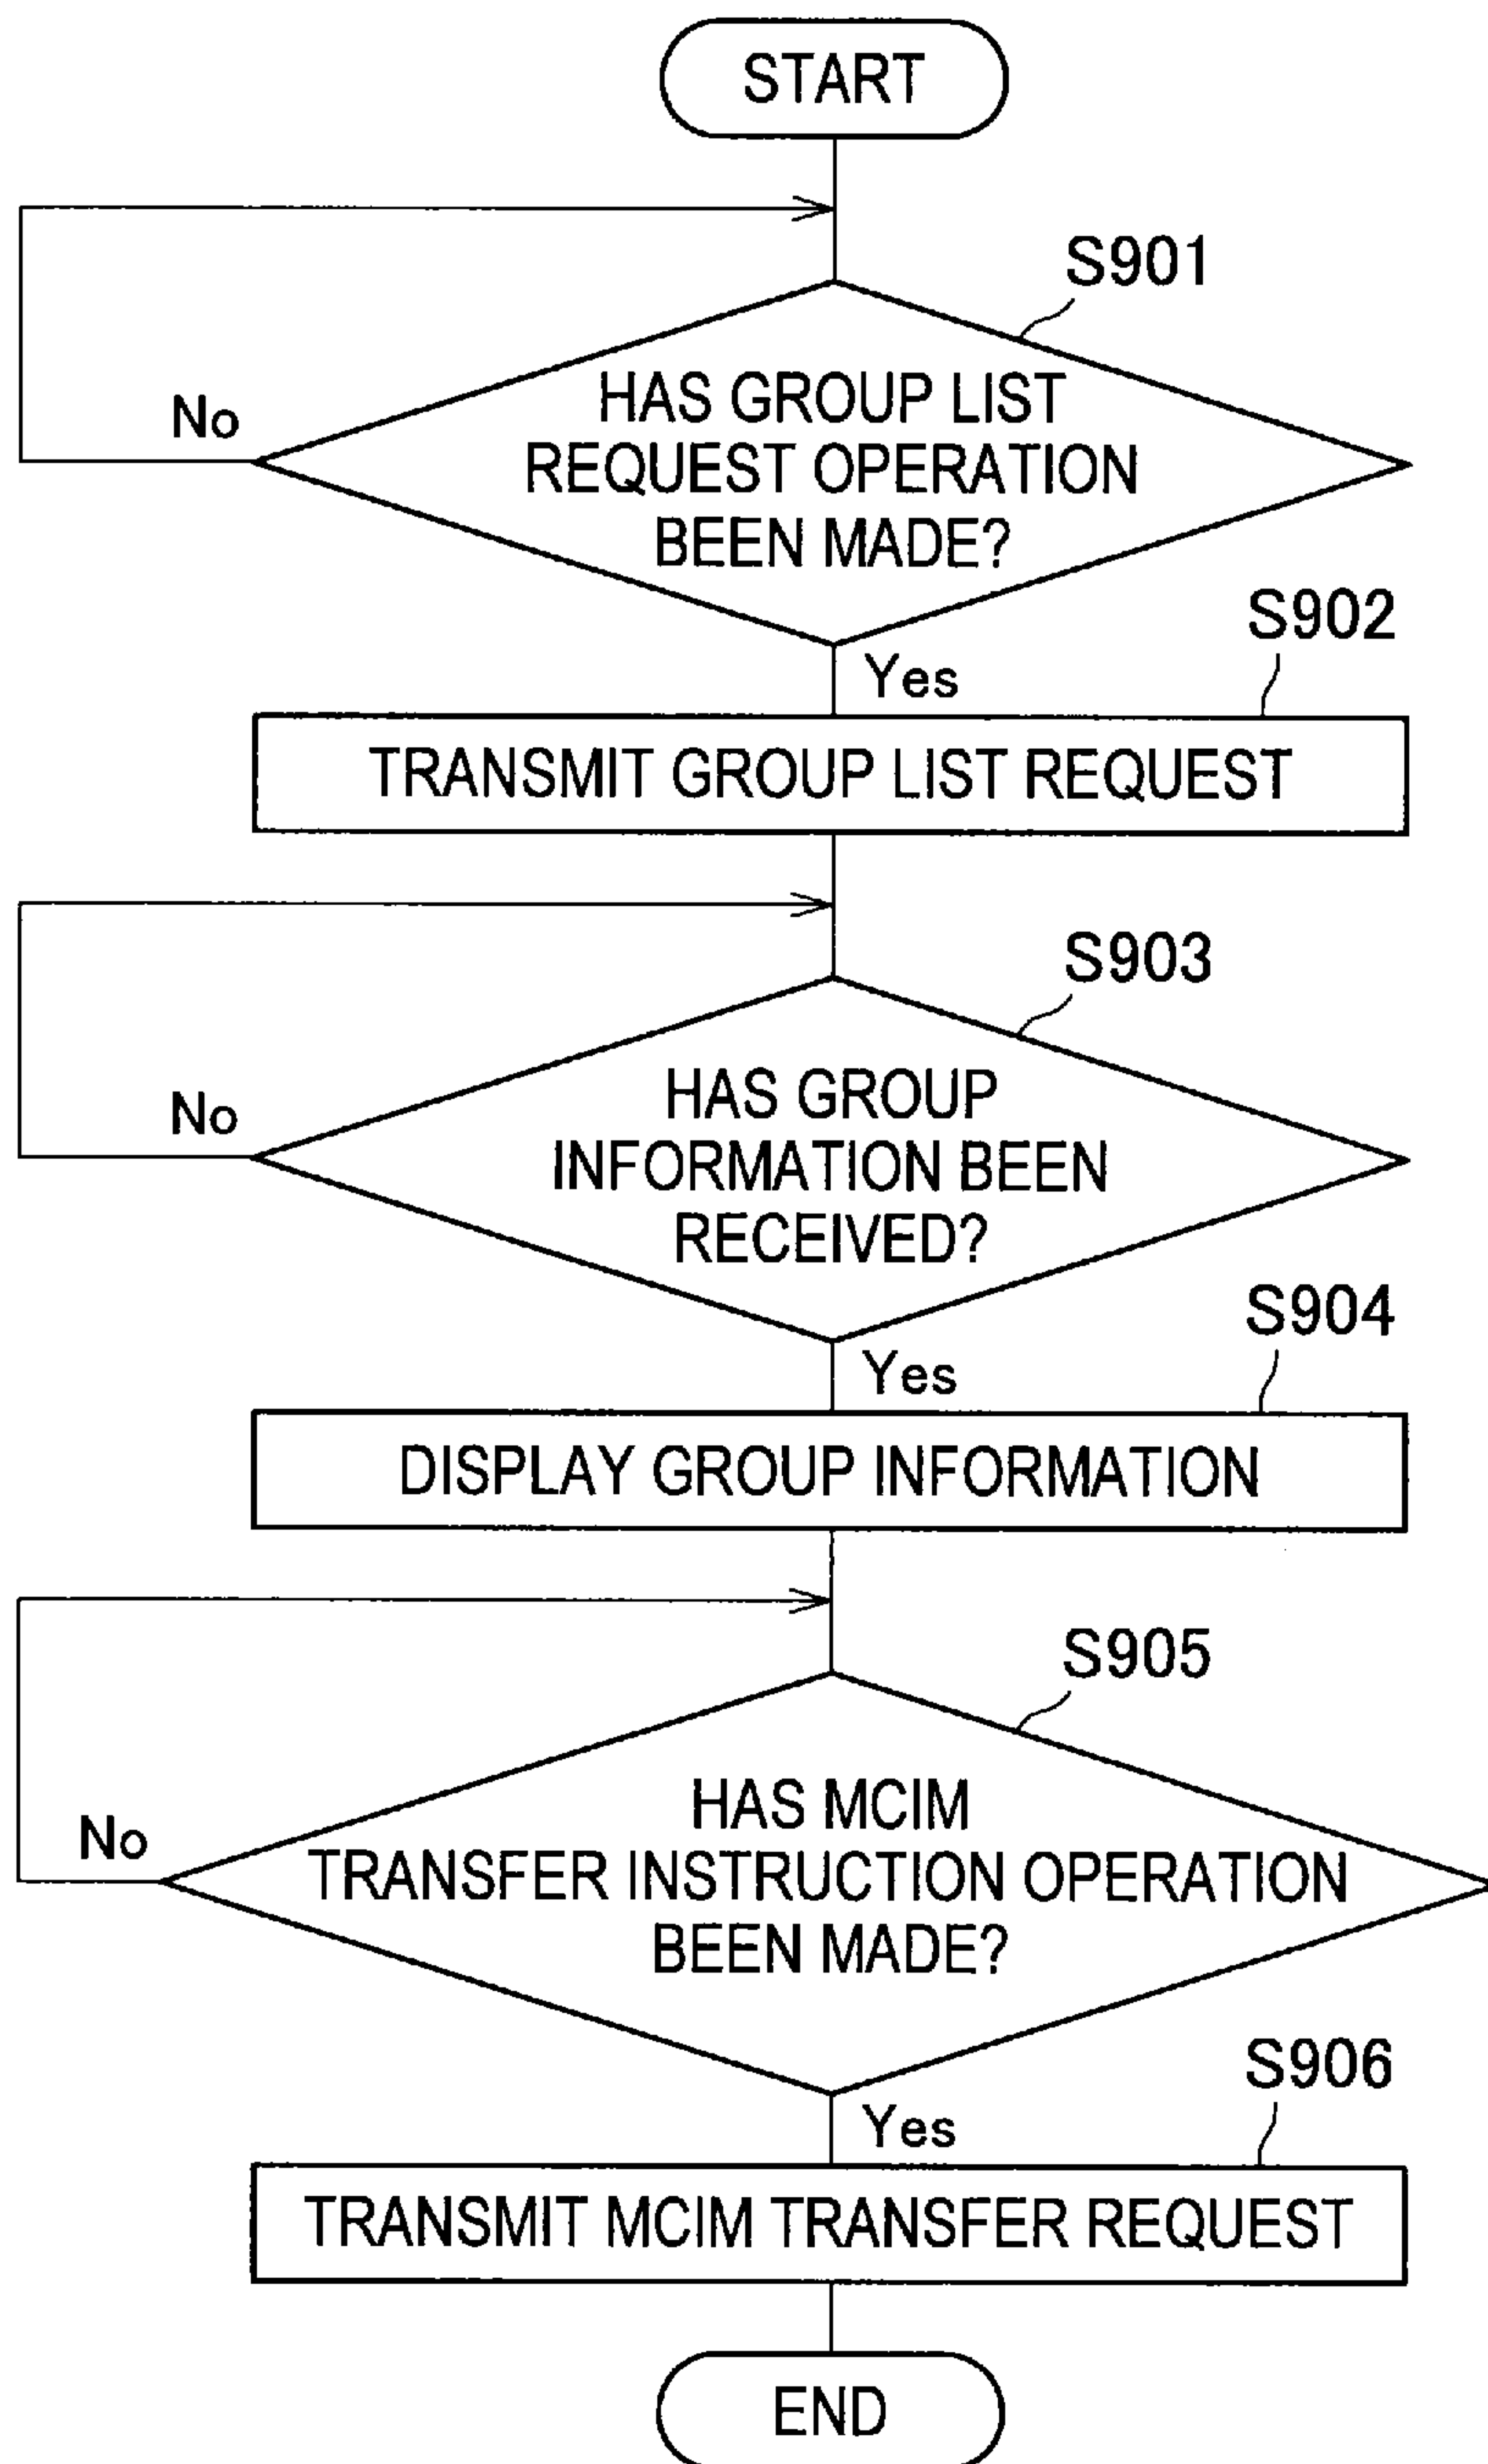 START
S901
HAS GROUP LIST
REQUEST OPERATION
BEEN MADE?
No
Yes
S902
TRANSMIT GROUP LIST REQUEST
S903
HAS GROUP
INFORMATION BEEN
RECEIVED?
No
Yes
S904
DISPLAY GROUP INFORMATION
S905
HAS MCIM
TRANSFER INSTRUCTION OPERATION
BEEN MADE?
No
Yes
S906
TRANSMIT MCIM TRANSFER REQUEST
END